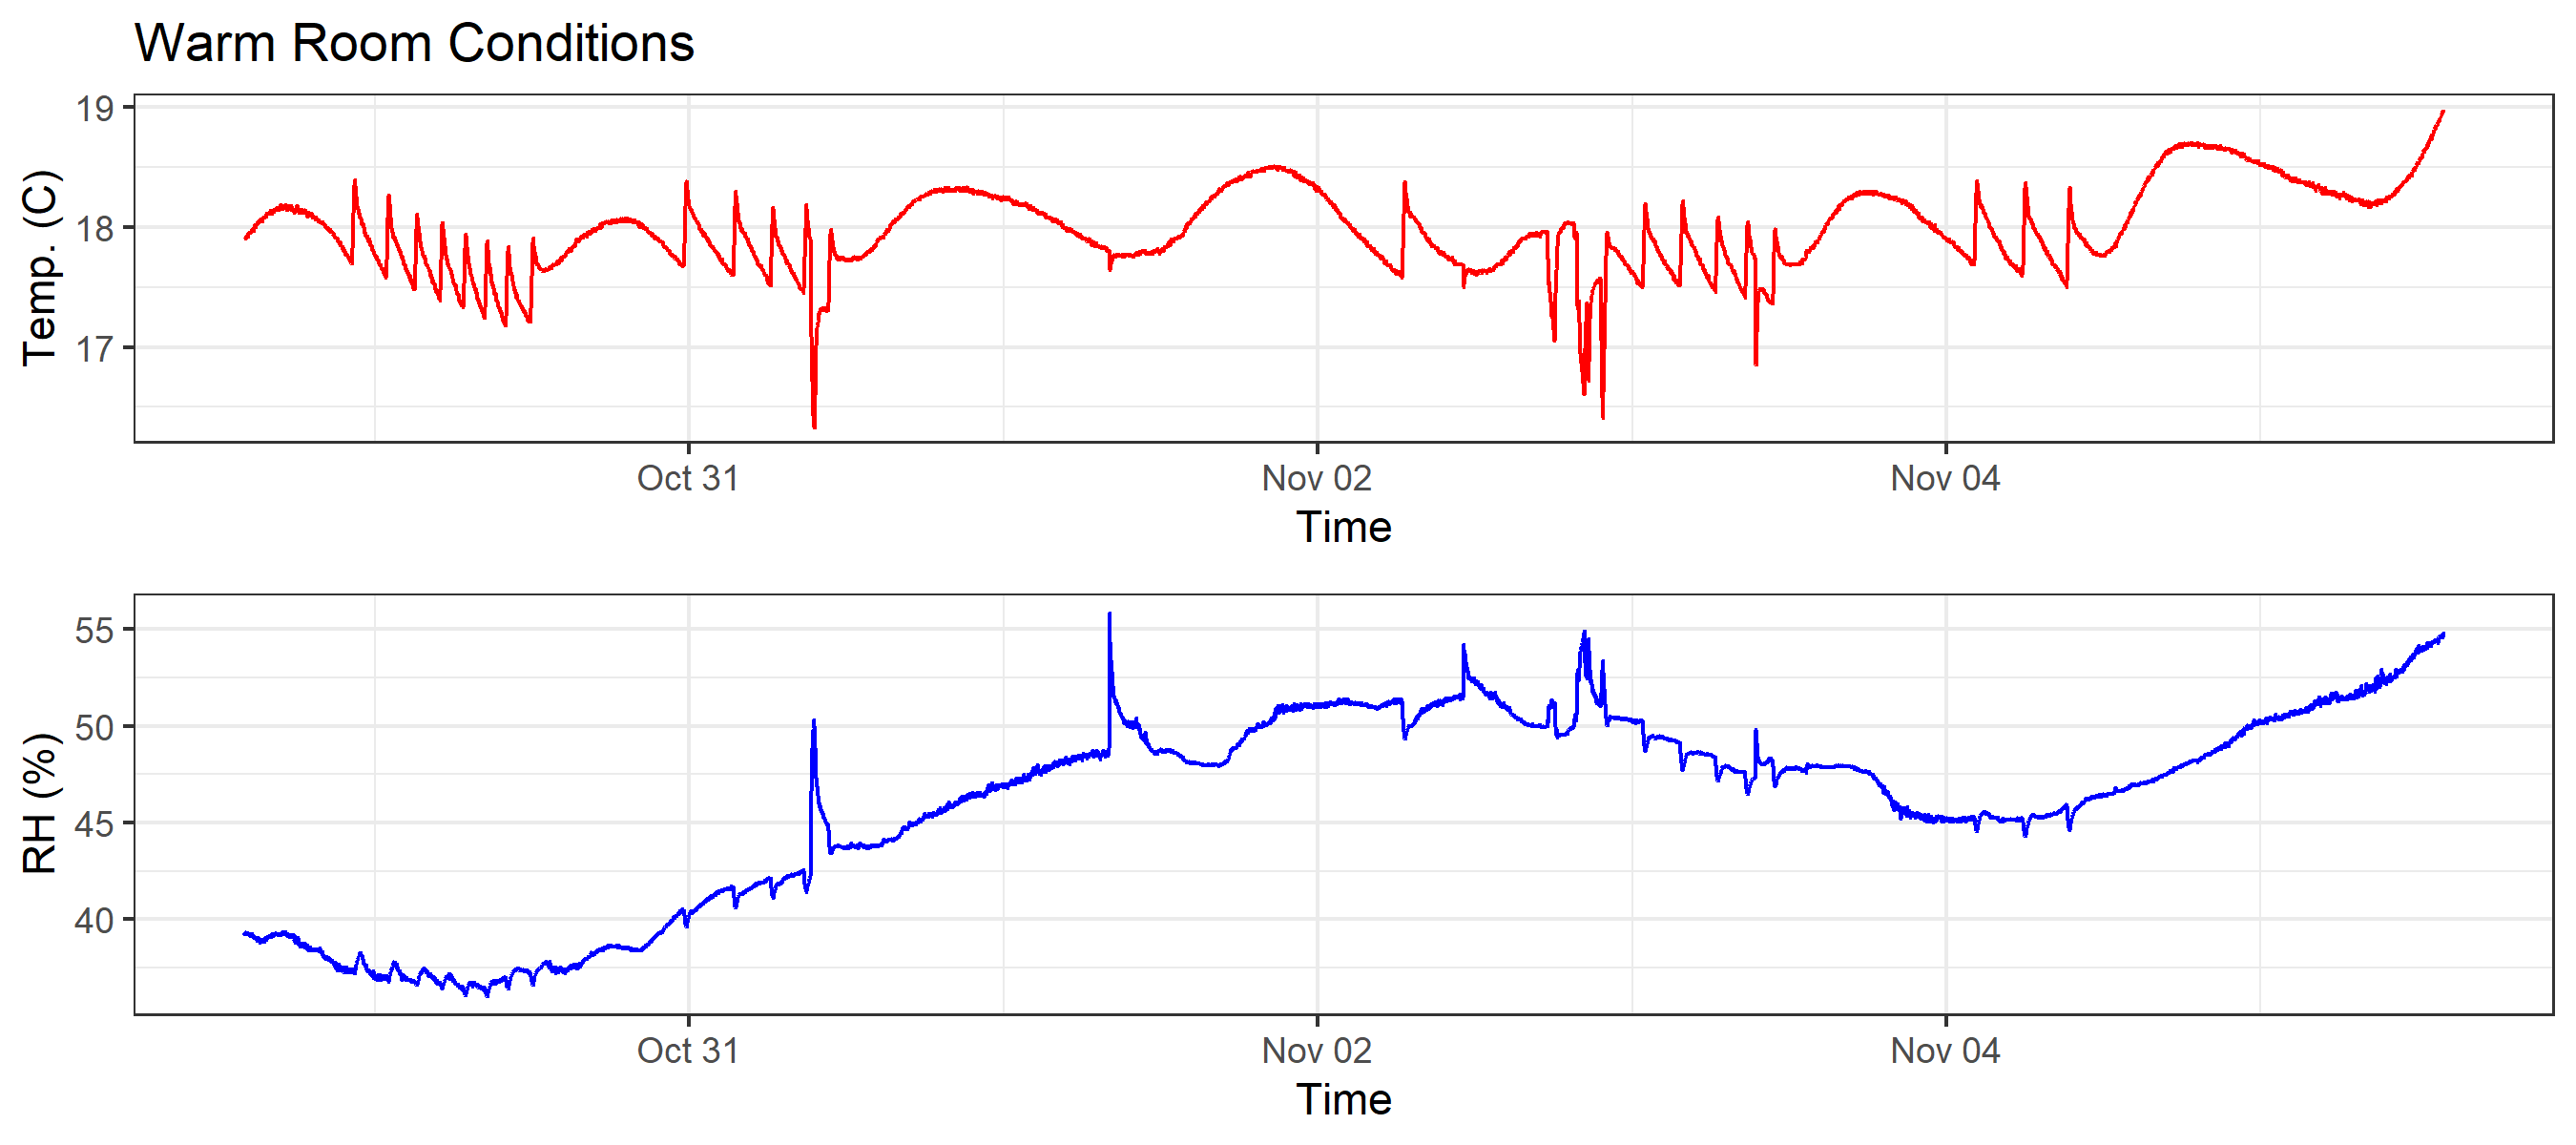 Warm Room Conditions
Temp. (C)
19
18
17
Oct 31 Nov 02 Nov 04
Time
RH (%)
55
50
45
40
Oct 31 Nov 02 Nov 04
Time